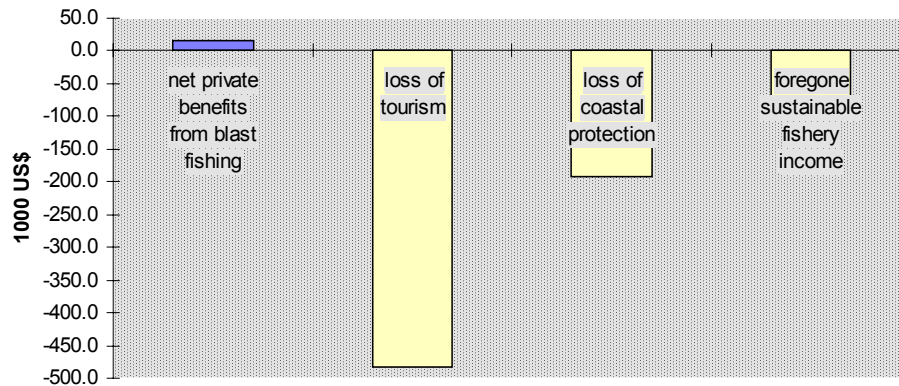 50.0
0.0
-50.0
-100.0
-150.0
-200.0
-250.0
-300.0
-350.0
-400.0
-450.0
-500.0
1000 US$
net private
benefits
from blast
fishing
loss of
tourism
loss of
coastal
protection
foregone
sustainable
fishery
income